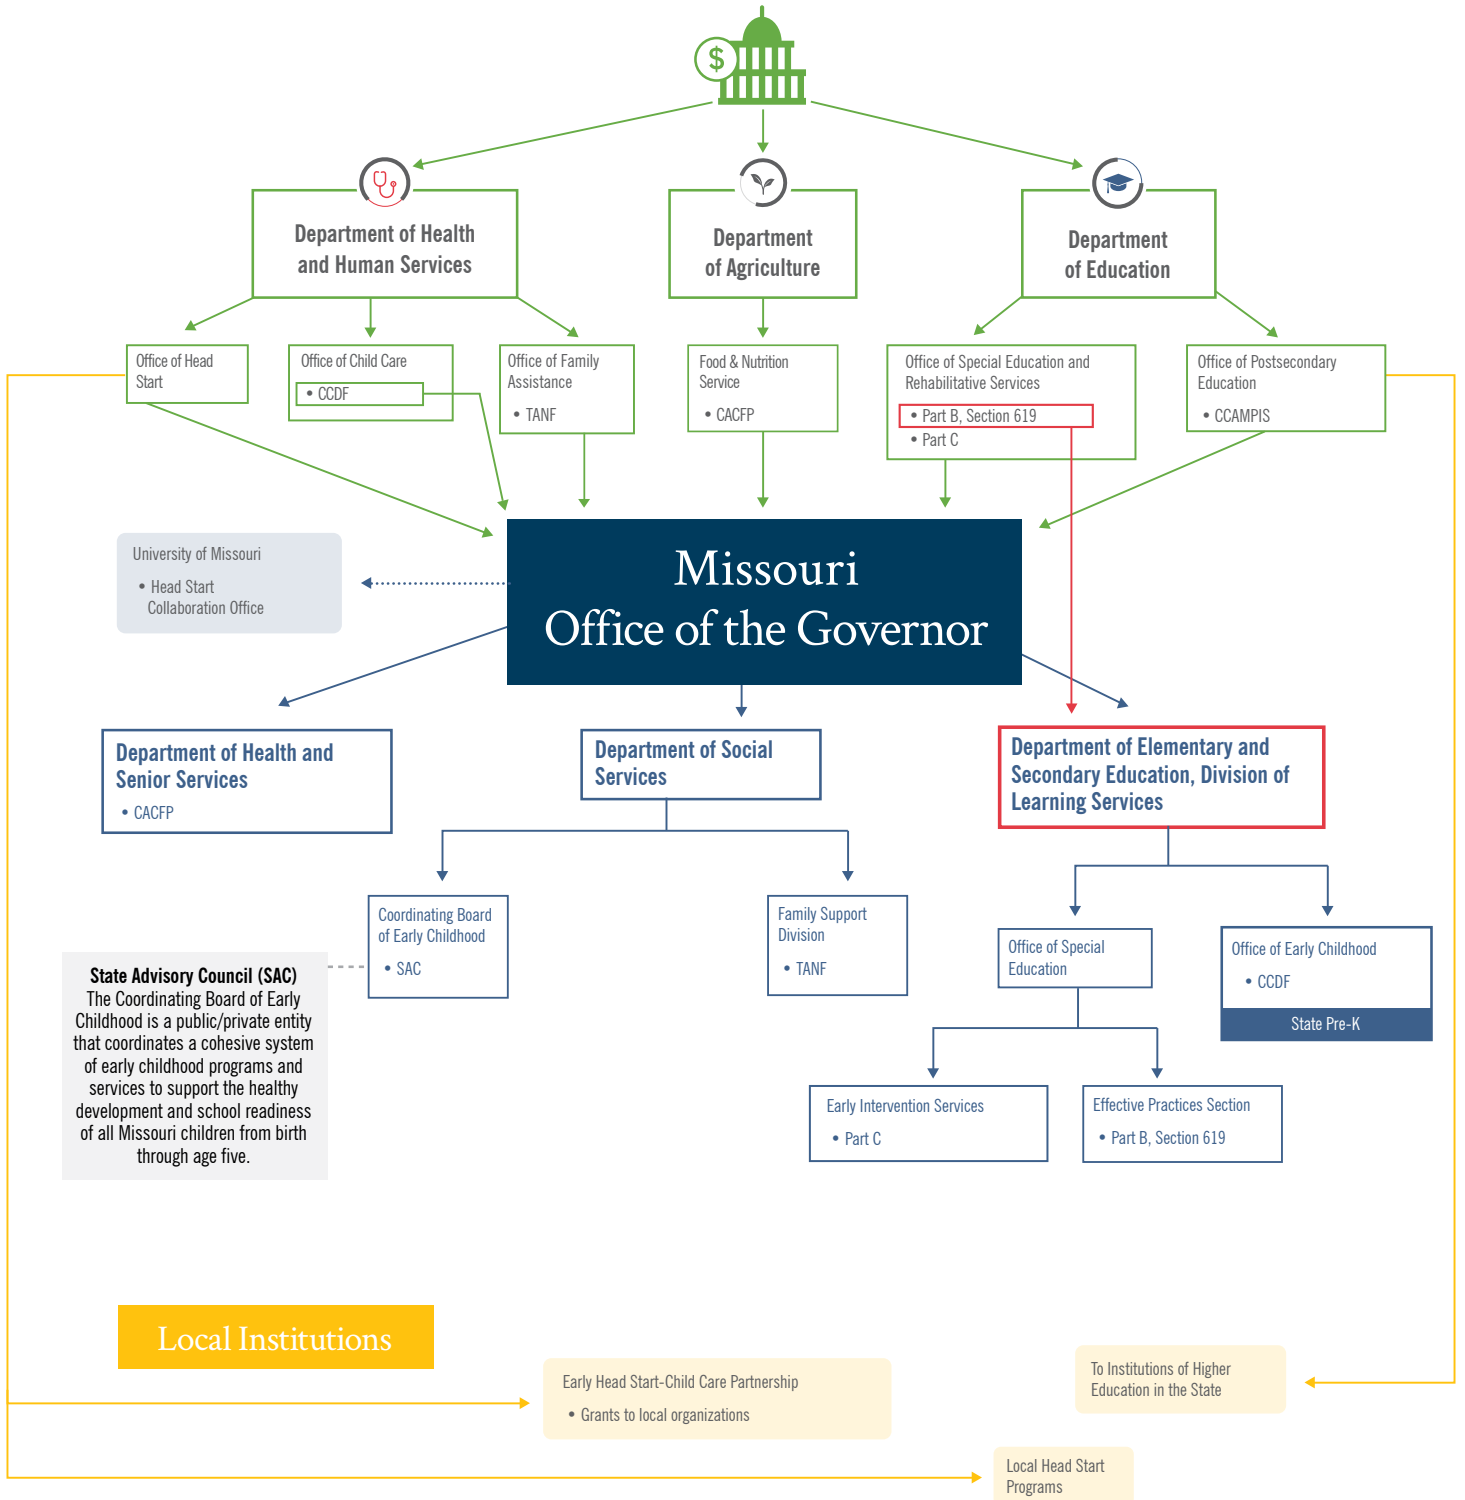 $
Department of Health
and Human Services
Department
of Agriculture
Department
of Education
Office of Head
Start
Office of Child Care
• CCDF
Office of Family
Assistance
• TANF
Food & Nutrition
Service
• CACFP
Office of Special Education and
Rehabilitative Services
• Part B, Section 619
• Part C
Office of Postsecondary
Education
• CCAMPIS
University of Missouri
• Head Start
Collaboration Office
Missouri
Office of the Governor
Department of Health and
Senior Services
• CACFP
Department of Social
Services
Department of Elementary and
Secondary Education, Division of
Learning Services
Coordinating Board
of Early Childhood
• SAC
Family Support
Division
• TANF
Office of Special
Education
Office of Early Childhood
• CCDF
State Pre-K
State Advisory Council (SAC)
The Coordinating Board of Early
Childhood is a public/private entity
that coordinates a cohesive system
of early childhood programs and
services to support the healthy
development and school readiness
of all Missouri children from birth
through age five.
Early Intervention Services
• Part C
Effective Practices Section
• Part B, Section 619
Local Institutions
Early Head Start-Child Care Partnership
• Grants to local organizations
To Institutions of Higher
Education in the State
Local Head Start
Programs